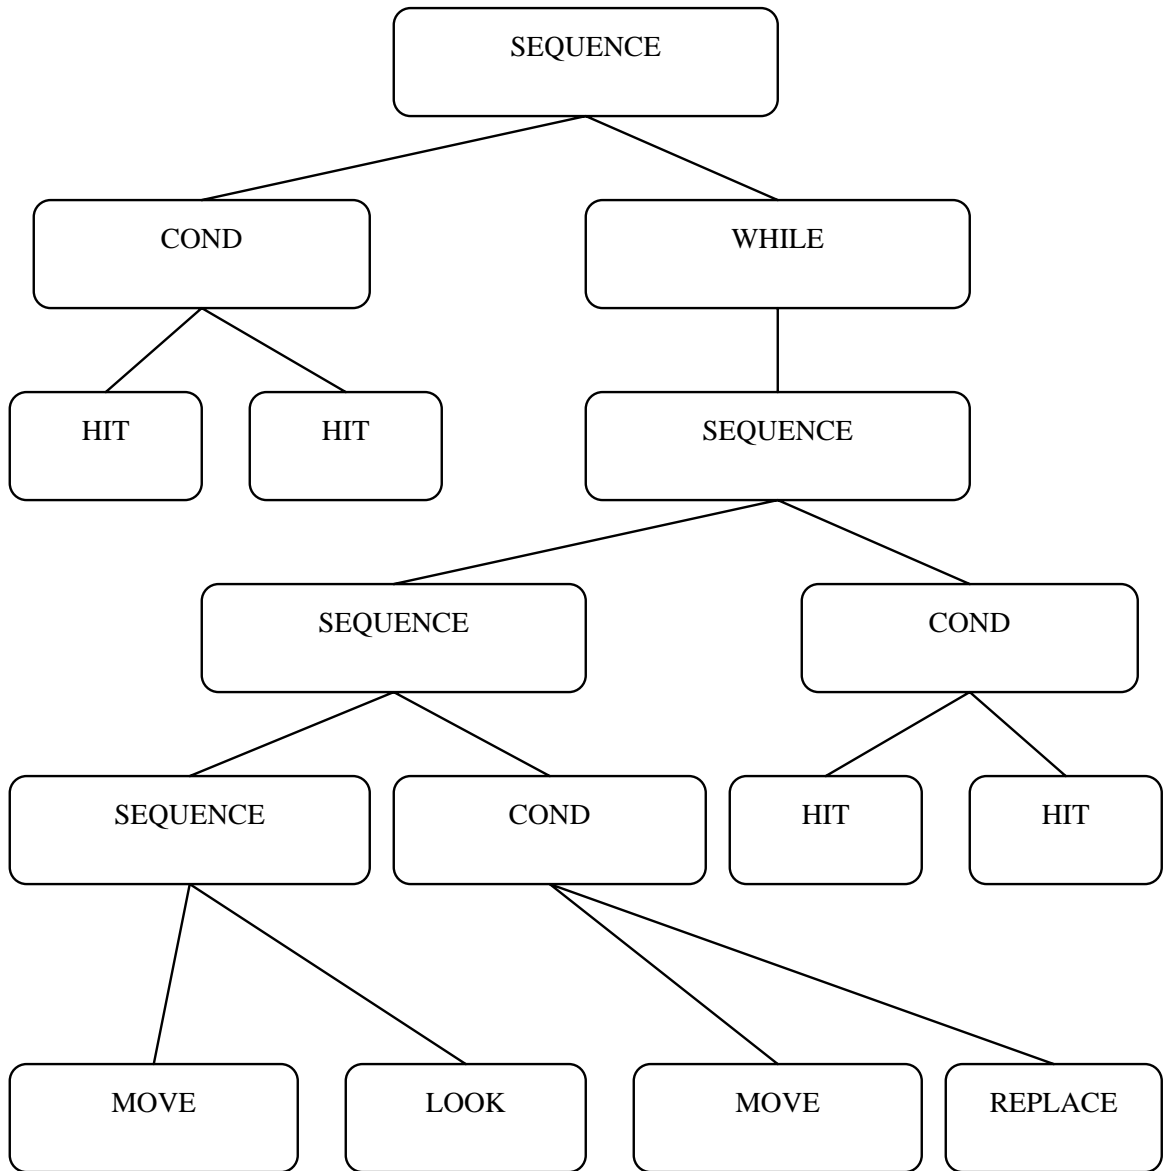 SEQUENCE
COND
WHILE
HIT
HIT
SEQUENCE
SEQUENCE
COND
SEQUENCE
COND
HIT
HIT
MOVE
LOOK
MOVE
REPLACE